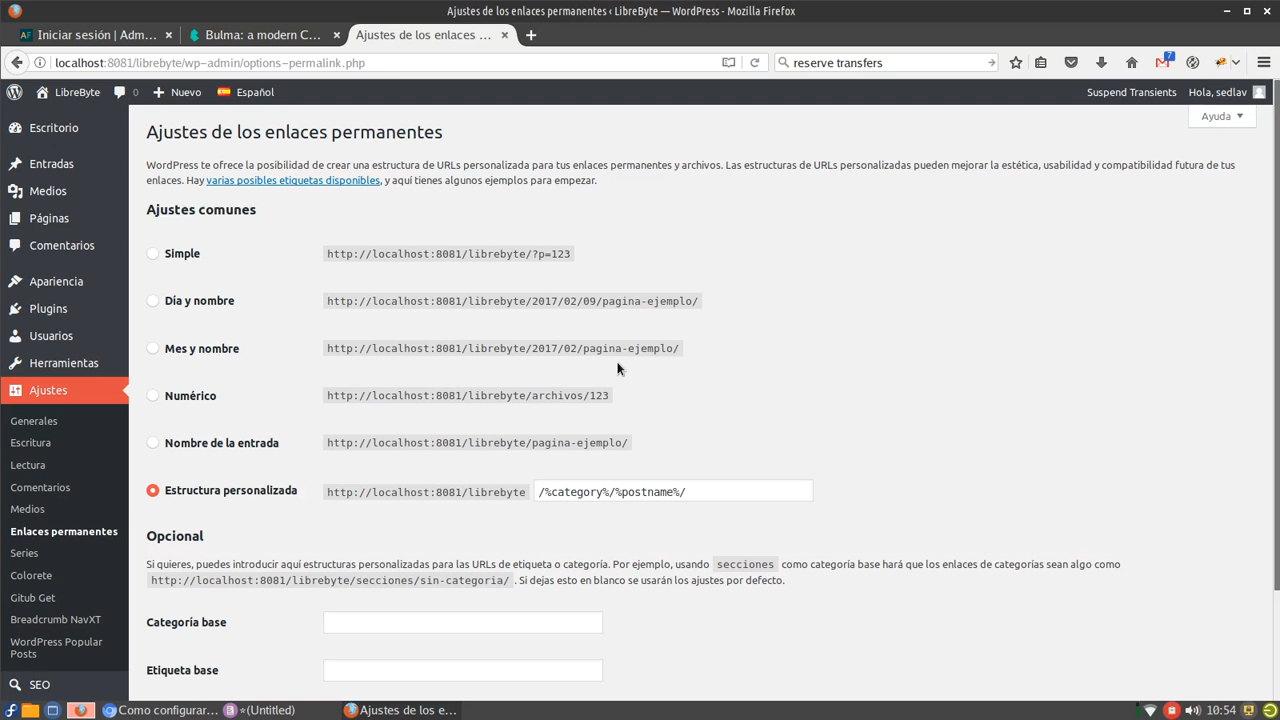 Ajustes de los enlaces permanentes ‹ LibreByte — WordPress - Mozilla Firefox
Iniciar sesión | Adm...
Bulma: a modern C...
Ajustes de los enlaces ...
localhost:8081/librebyte/wp-admin/options-permalink.php
reserve transfers
7
LibreByte
0
Nuevo
Español
Suspend Transients
Hola, sedlav
Ayuda
Escritorio
Entradas
Medios
Páginas
Comentarios
Apariencia
Plugins
Usuarios
Herramientas
Ajustes
Generales
Escritura
Lectura
Comentarios
Medios
Enlaces permanentes
Series
Colorete
Gitub Get
Breadcrumb NavXT
WordPress Popular
Posts
SEO
Ajustes de los enlaces permanentes
WordPress te ofrece la posibilidad de crear una estructura de URLs personalizada para tus enlaces permanentes y archivos. Las estructuras de URLs personalizadas pueden mejorar la estética, usabilidad y compatibilidad futura de tus
enlaces. Hay varias posibles etiquetas disponibles, y aquí tienes algunos ejemplos para empezar.
Ajustes comunes
Simple http://localhost:8081/librebyte/?p=123
Día y nombre http://localhost:8081/librebyte/2017/02/09/pagina-ejemplo/
Mes y nombre http://localhost:8081/librebyte/2017/02/pagina-ejemplo/
Numérico http://localhost:8081/librebyte/archivos/123
Nombre de la entrada http://localhost:8081/librebyte/pagina-ejemplo/
Estructura personalizada http://localhost:8081/librebyte /%category%/%postname%/
Opcional
Si quieres, puedes introducir aquí estructuras personalizadas para las URLs de etiqueta o categoría. Por ejemplo, usando secciones como categoría base hará que los enlaces de categorías sean algo como
http://localhost:8081/librebyte/secciones/sin-categoria/ . Si dejas esto en blanco se usarán los ajustes por defecto.
Categoría base
Etiqueta base
Como configurar...
*(Untitled)
Ajustes de los e...
10:54